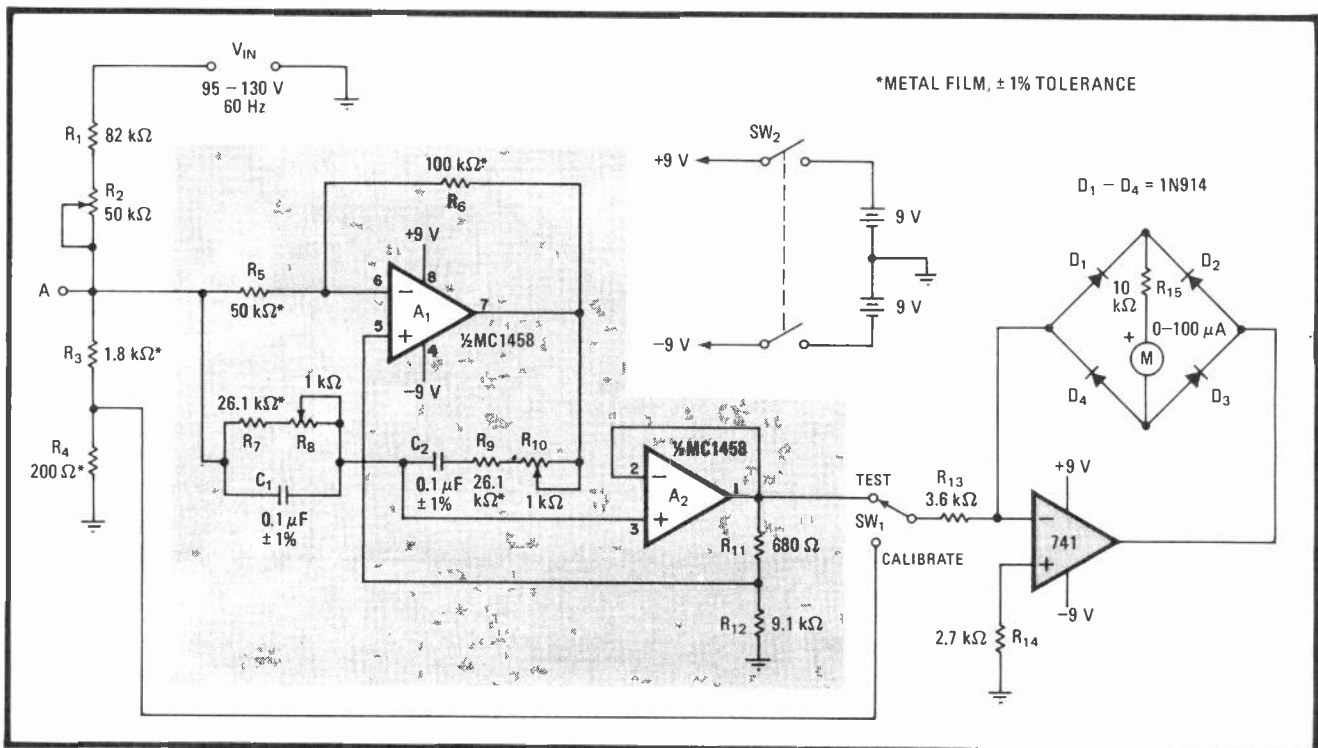 V_IN
95 – 130 V
60 Hz
*METAL FILM, ± 1% TOLERANCE
R1 82 kΩ
R2
50 kΩ
A
R3 1.8 kΩ*
R4
200 Ω*
R5
50 kΩ*
100 kΩ*
R6
+9 V
8
6
–
A1
7
5
+
4
½MC1458
–9 V
1 kΩ
26.1 kΩ*
R7
R8
C1
0.1 µF
± 1%
C2
0.1 µF
± 1%
R9
26.1
kΩ*
R10
1 kΩ
½MC1458
2
–
A2
1
3
+
R11 680 Ω
R12 9.1 kΩ
SW2
+9 V
9 V
9 V
–9 V
TEST
SW1
CALIBRATE
R13
3.6 kΩ
D1 – D4 = 1N914
D1
D2
10
kΩ
R15
+
0–100 µA
M
D4
D3
+9 V
–
741
+
–9 V
2.7 kΩ R14